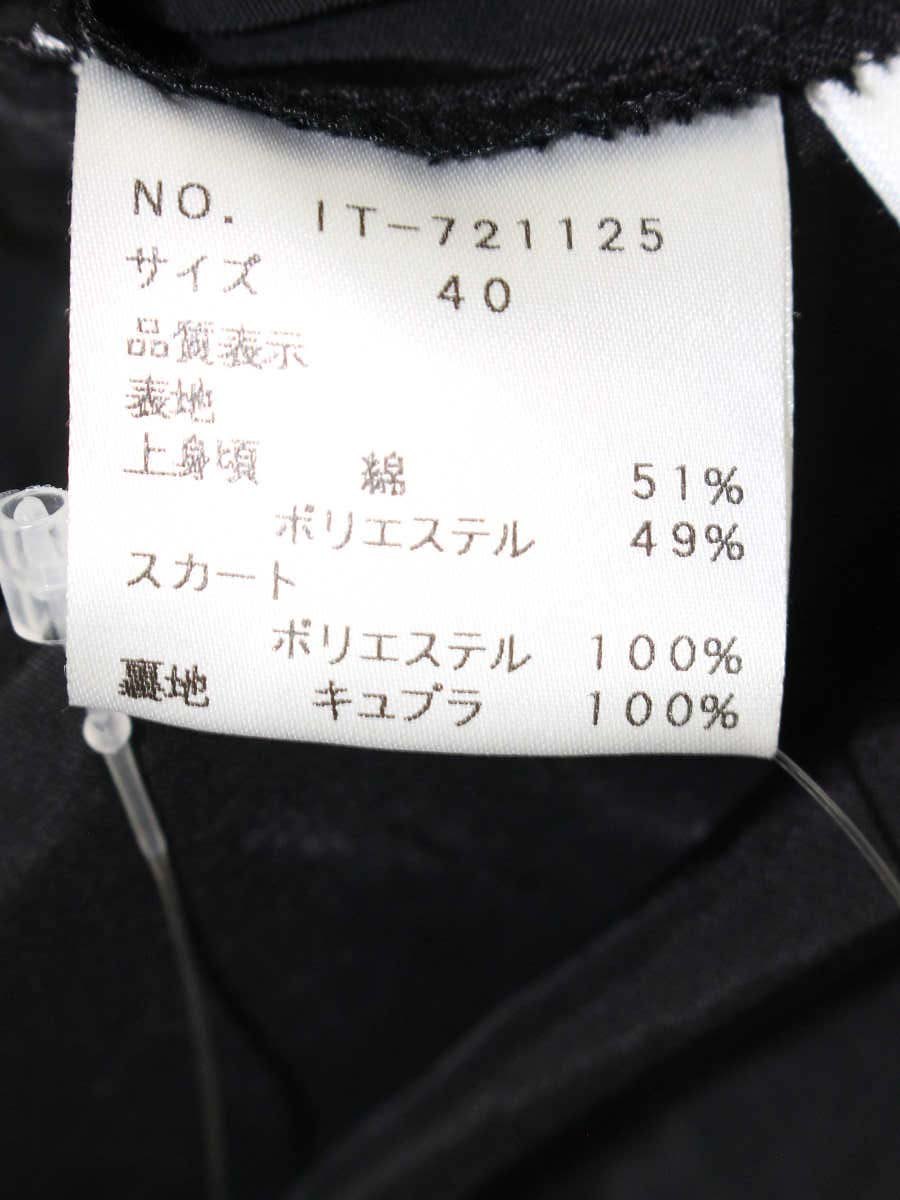 NO. IT-721125
サイズ 40
品質表示
表地
上身頃 綿 51%
ポリエステル 49%
スカート
ポリエステル 100%
裏地 キュプラ 100%